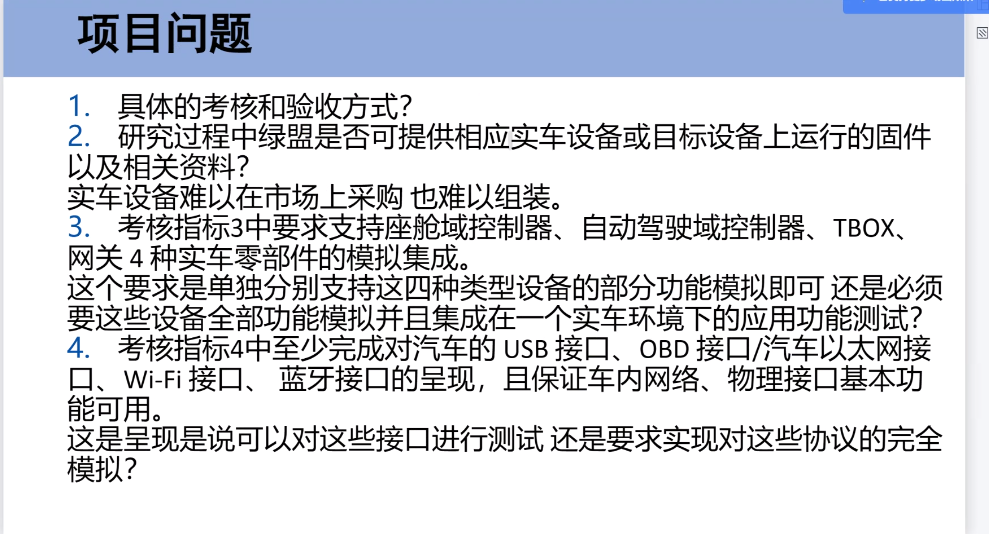 项目问题
1. 具体的考核和验收方式？
2. 研究过程中绿盟是否可提供相应实车设备或目标设备上运行的固件
以及相关资料？
实车设备难以在市场上采购 也难以组装。
3. 考核指标3中要求支持座舱域控制器、自动驾驶域控制器、TBOX、
网关 4 种实车零部件的模拟集成。
这个要求是单独分别支持这四种类型设备的部分功能模拟即可 还是必须
要这些设备全部功能模拟并且集成在一个实车环境下的应用功能测试？
4. 考核指标4中至少完成对汽车的 USB 接口、OBD 接口/汽车以太网接
口、Wi-Fi 接口、 蓝牙接口的呈现，且保证车内网络、物理接口基本功
能可用。
这是呈现是说可以对这些接口进行测试 还是要求实现对这些协议的完全
模拟？